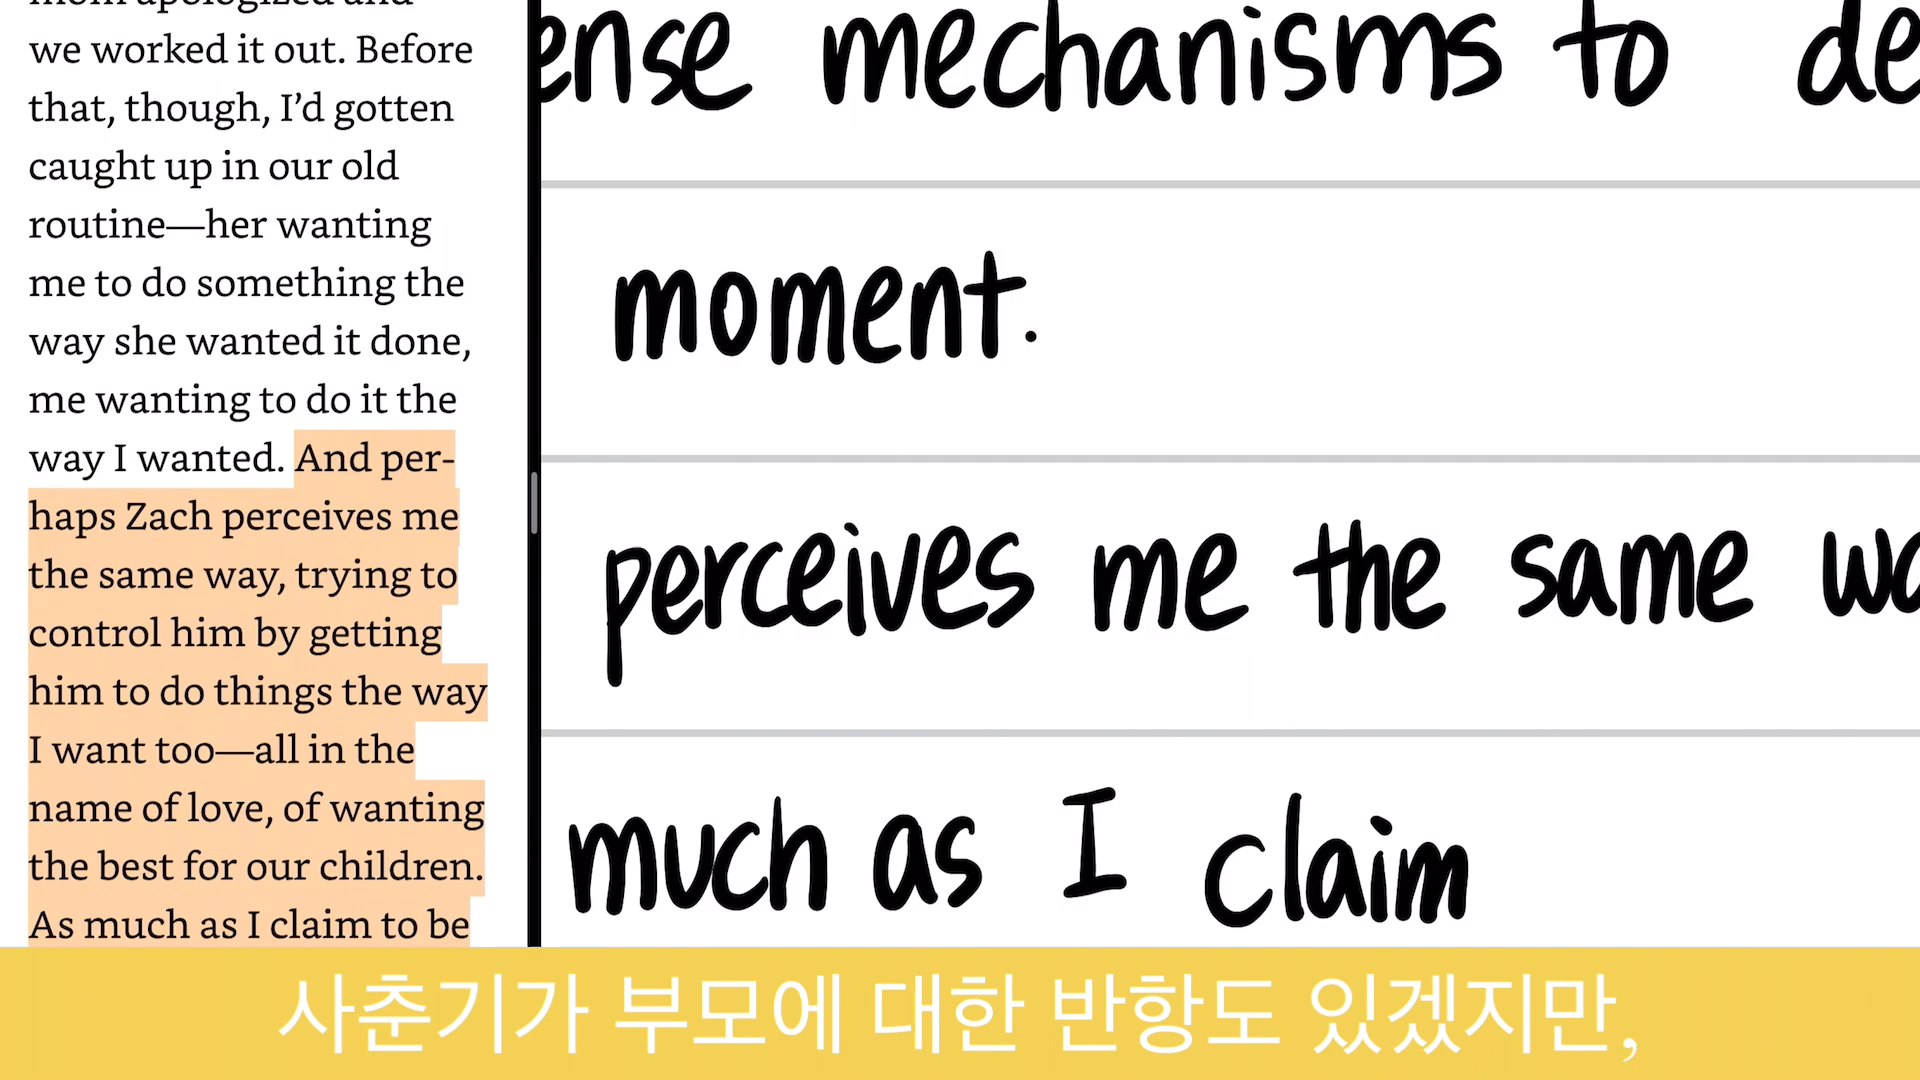 mom apologized and
we worked it out. Before
that, though, I’d gotten
caught up in our old
routine—her wanting
me to do something the
way she wanted it done,
me wanting to do it the
way I wanted. And per-
haps Zach perceives me
the same way, trying to
control him by getting
him to do things the way
I want too—all in the
name of love, of wanting
the best for our children.
As much as I claim to be
ense mechanisms to de
moment.
perceives me the same wa
much as I claim
사춘기가 부모에 대한 반항도 있겠지만,